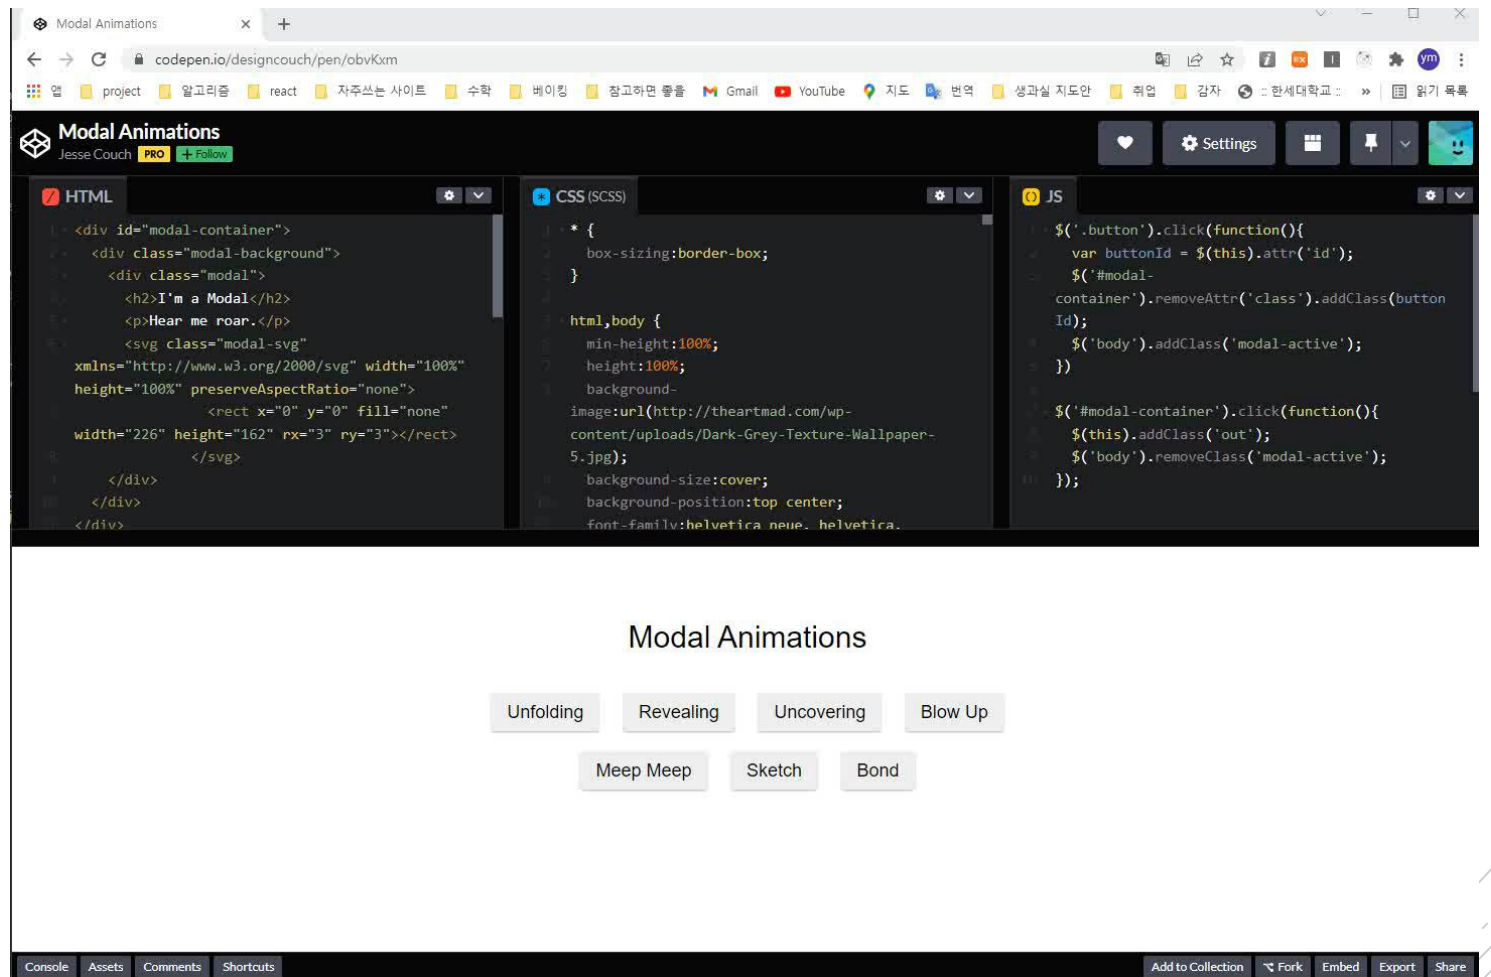 Modal Animations
codepen.io/designcouch/pen/obvKxm
ym
앱 project 알고리즘 react 자주쓰는 사이트 수학 베이킹 참고하면 좋을 Gmail YouTube 지도 번역 생과실 지도안 취업 감자 :: 한세대학교 :: » 읽기 목록
Modal Animations
Jesse Couch PRO + Follow
Settings
HTML
<div id="modal-container">
<div class="modal-background">
<div class="modal">
<h2>I'm a Modal</h2>
<p>Hear me roar.</p>
<svg class="modal-svg"
xmlns="http://www.w3.org/2000/svg" width="100%"
height="100%" preserveAspectRatio="none">
<rect x="0" y="0" fill="none"
width="226" height="162" rx="3" ry="3"></rect>
</svg>
</div>
</div>
</div>
CSS (SCSS)
* {
box-sizing:border-box;
}
html,body {
min-height:100%;
height:100%;
background-
image:url(http://theartmad.com/wp-
content/uploads/Dark-Grey-Texture-Wallpaper-
5.jpg);
background-size:cover;
background-position:top center;
font-family:helvetica neue, helvetica,
JS
$('.button').click(function(){
var buttonId = $(this).attr('id');
$('#modal-
container').removeAttr('class').addClass(button
Id);
$('body').addClass('modal-active');
})
$('#modal-container').click(function(){
$(this).addClass('out');
$('body').removeClass('modal-active');
});
Modal Animations
Unfolding Revealing Uncovering Blow Up
Meep Meep Sketch Bond
Console Assets Comments Shortcuts Add to Collection Fork Embed Export Share